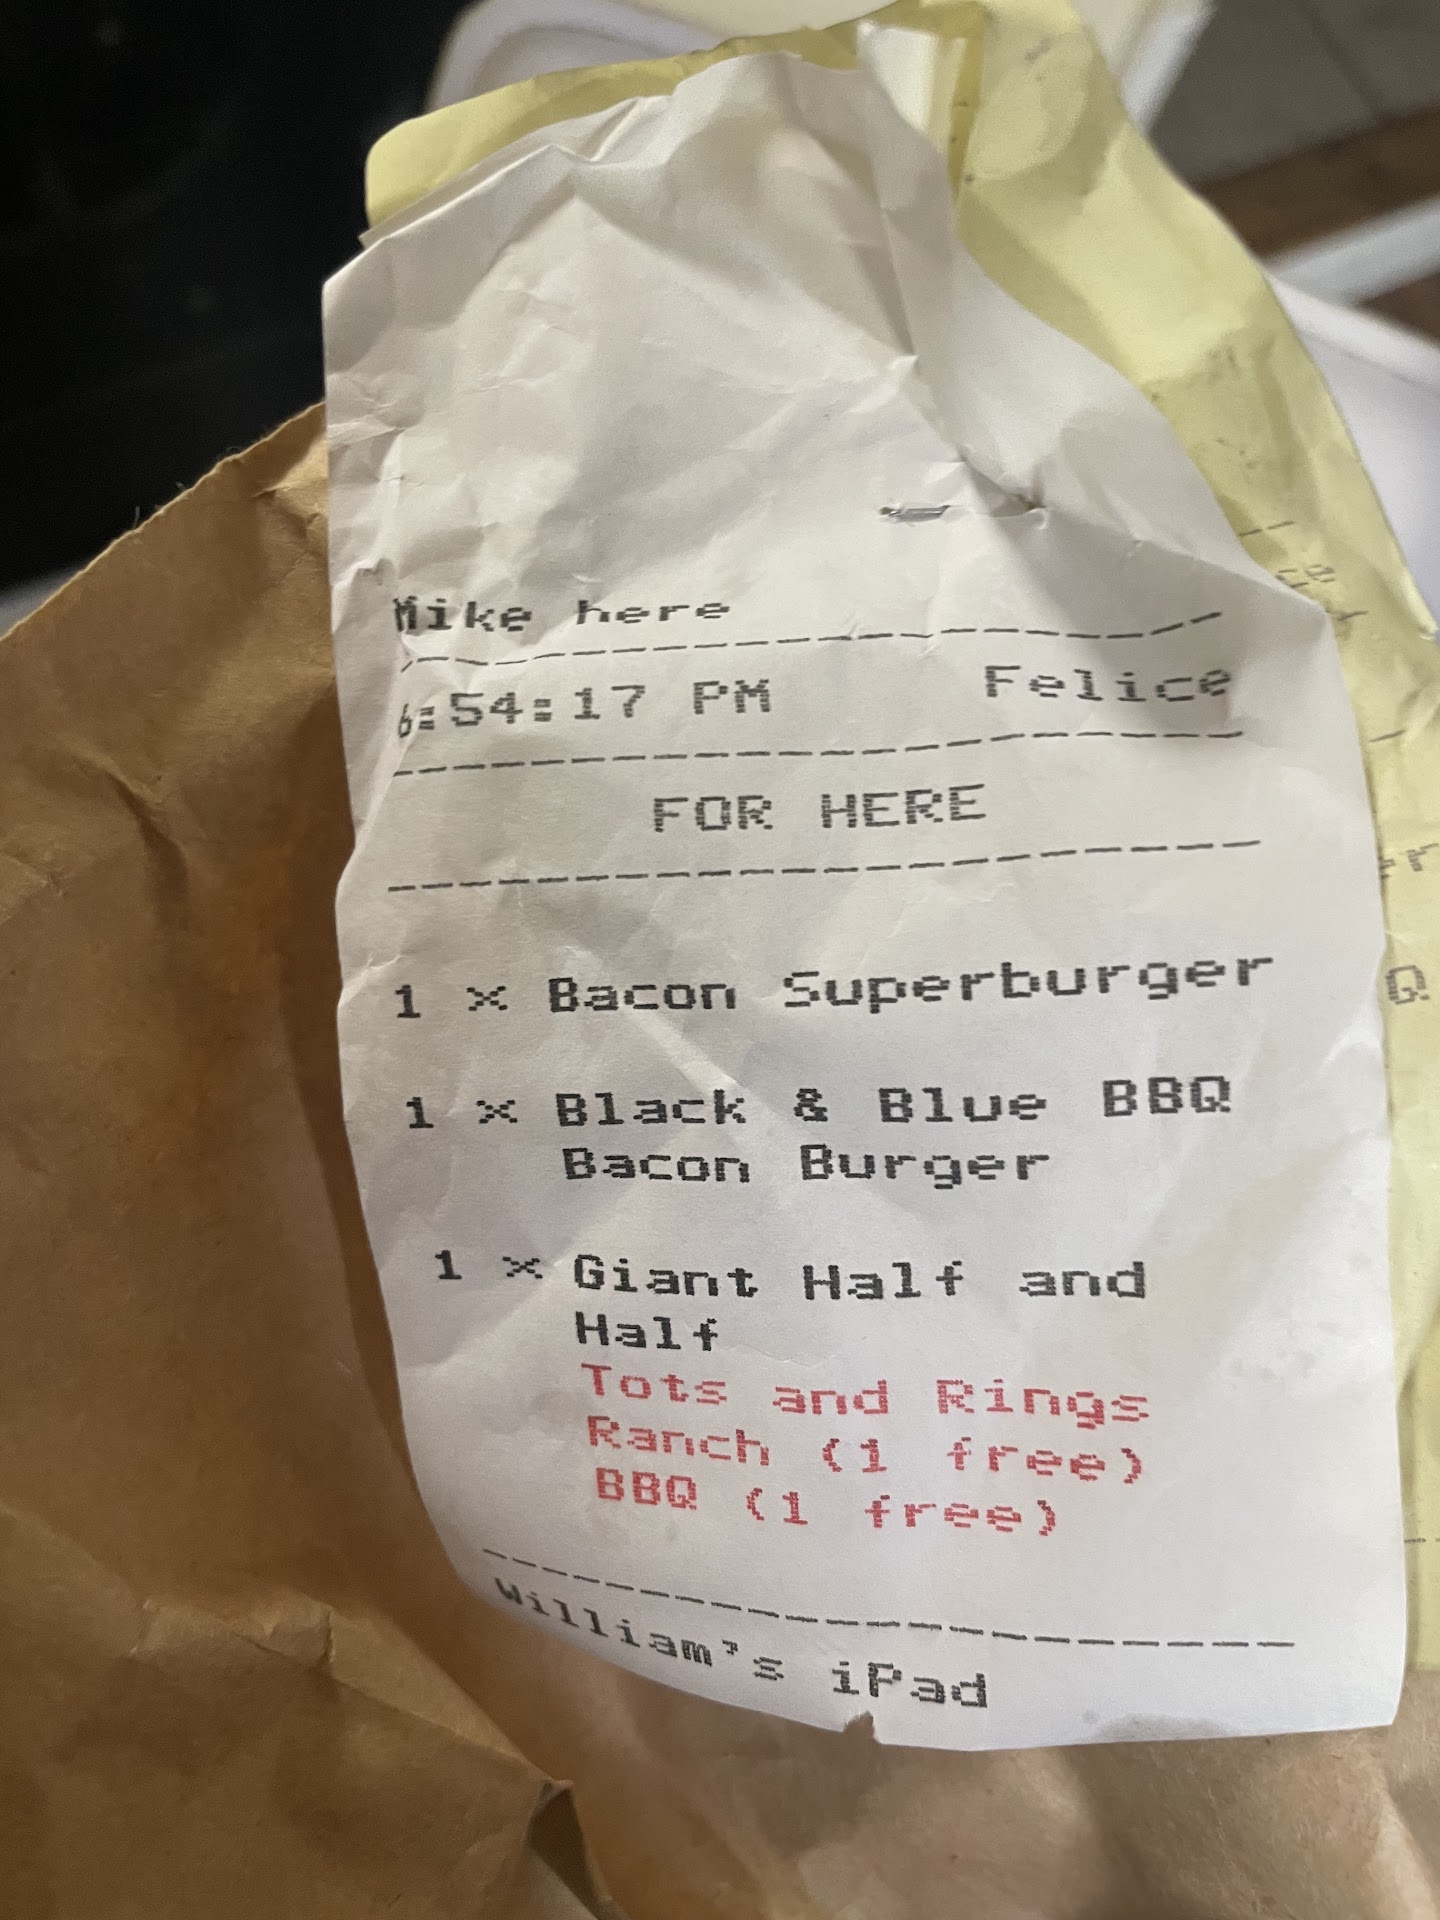 Mike here
6:54:17 PM Felice
FOR HERE
1 x Bacon Superburger
1 x Black & Blue BBQ
Bacon Burger
1 x Giant Half and
Half
Tots and Rings
Ranch (1 free)
BBQ (1 free)
William's iPad
G